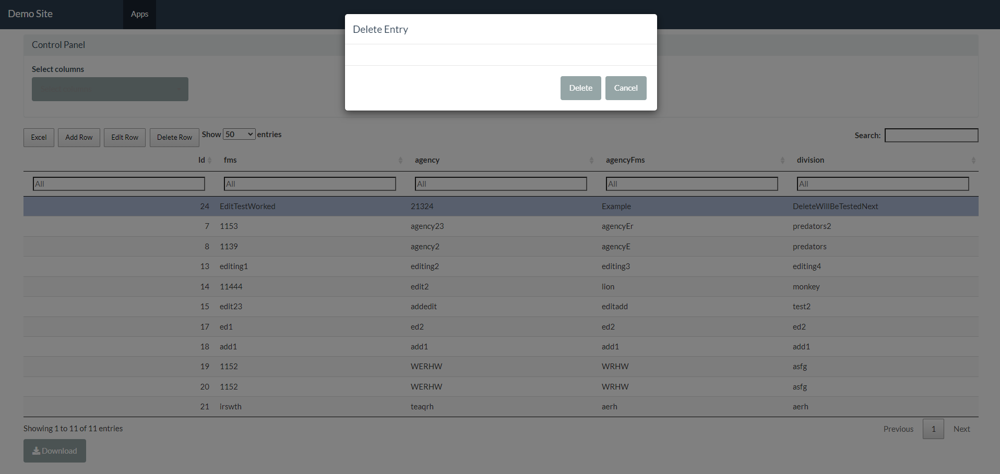 Demo Site Apps
Delete Entry
Control Panel
Select columns
Select columns
Delete Cancel
Excel Add Row Edit Row Delete Row Show 50 entries Search:
Id fms agency agencyFms division
All All All All All
24 EditTestWorked 21324 Example DeleteWillBeTestedNext
7 1153 agency23 agencyEr predators2
8 1139 agency2 agencyE predators
13 editing1 editing2 editing3 editing4
14 11444 edit2 lion monkey
15 edit23 addedit editadd test2
17 ed1 ed2 ed2 ed2
18 add1 add1 add1 add1
19 1152 WERHW WRHW asfg
20 1152 WERHW WRHW asfg
21 irswth teaqrh aerh aerh
Showing 1 to 11 of 11 entries Previous 1 Next
Download